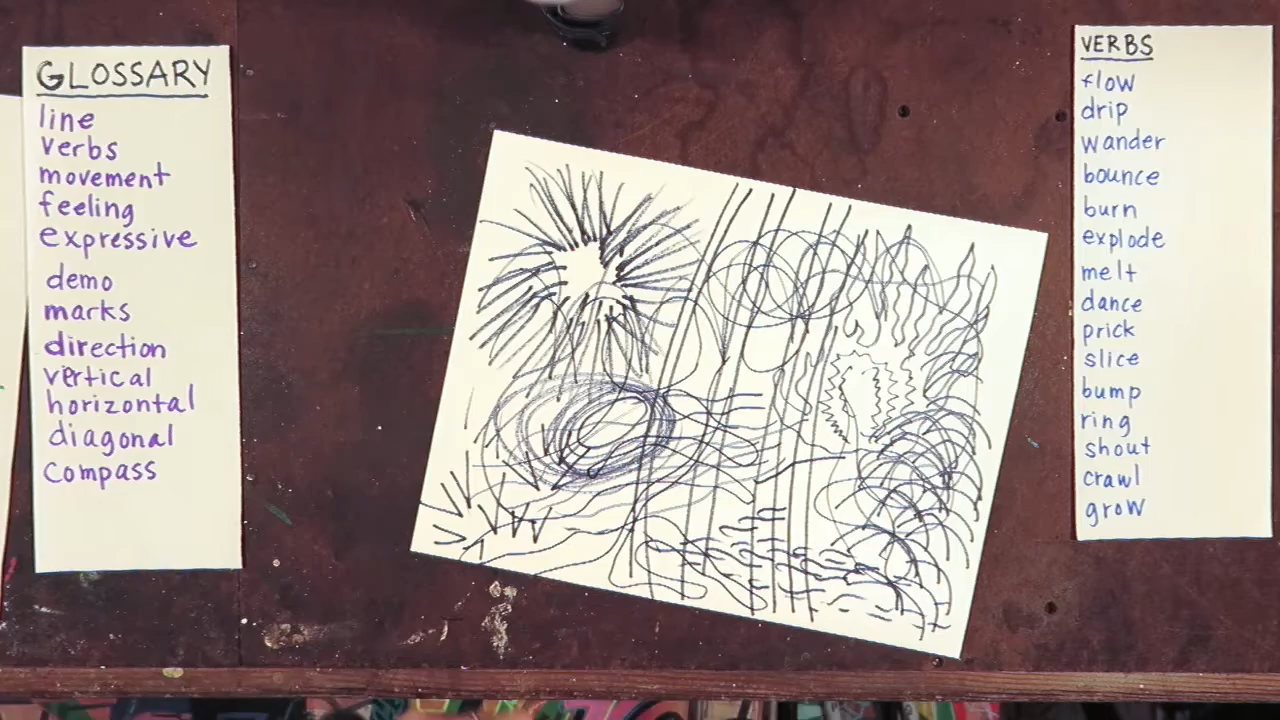 GLOSSARY
line
verbs
movement
feeling
expressive
demo
marks
direction
vertical
horizontal
diagonal
compass
VERBS
flow
drip
wander
bounce
burn
explode
melt
dance
prick
slice
bump
ring
shout
crawl
grow